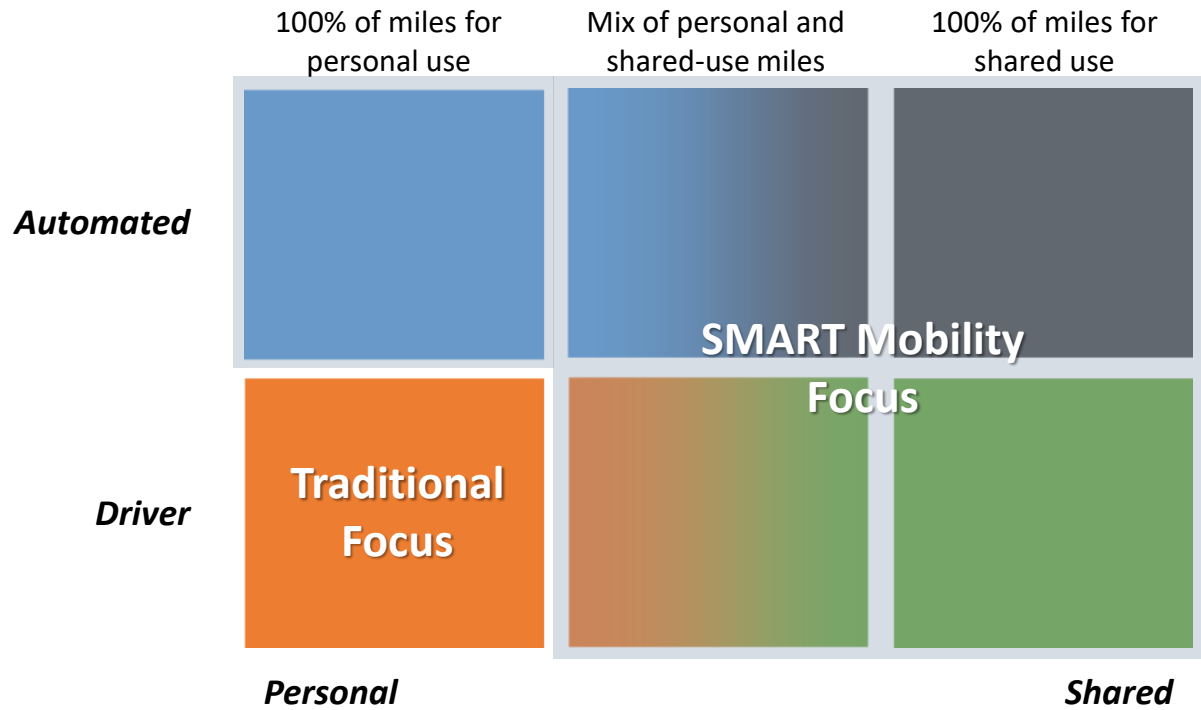 100% of miles for
personal use
Mix of personal and
shared-use miles
100% of miles for
shared use
Automated
SMART Mobility
Focus
Traditional
Focus
Driver
Personal
Shared